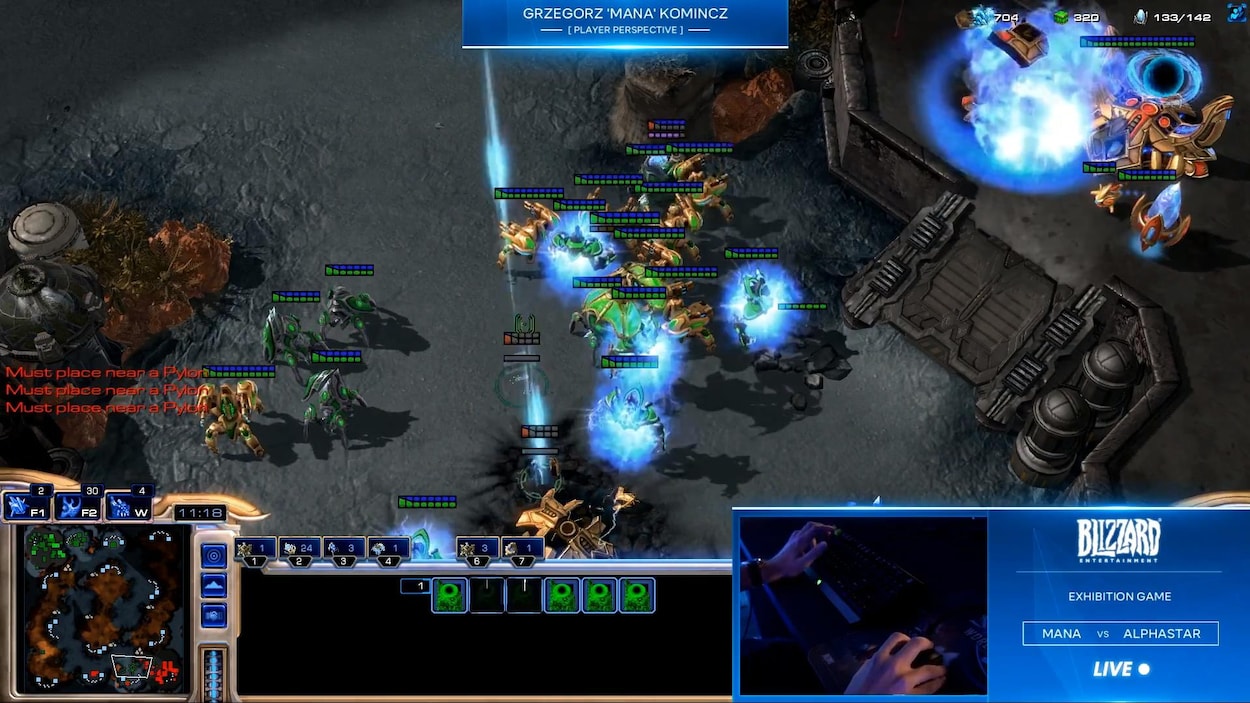 GRZEGORZ 'MANA' KOMINCZ
[ PLAYER PERSPECTIVE ]
704 320 133/142
Must place near a Pylon
Must place near a Pylon
Must place near a Pylon
2 30 4
F1 F2 W
11:18
1 24 3 1 3 1
1 2 3 4 6 7
1
BLIZZARD
ENTERTAINMENT
EXHIBITION GAME
MANA VS ALPHASTAR
LIVE